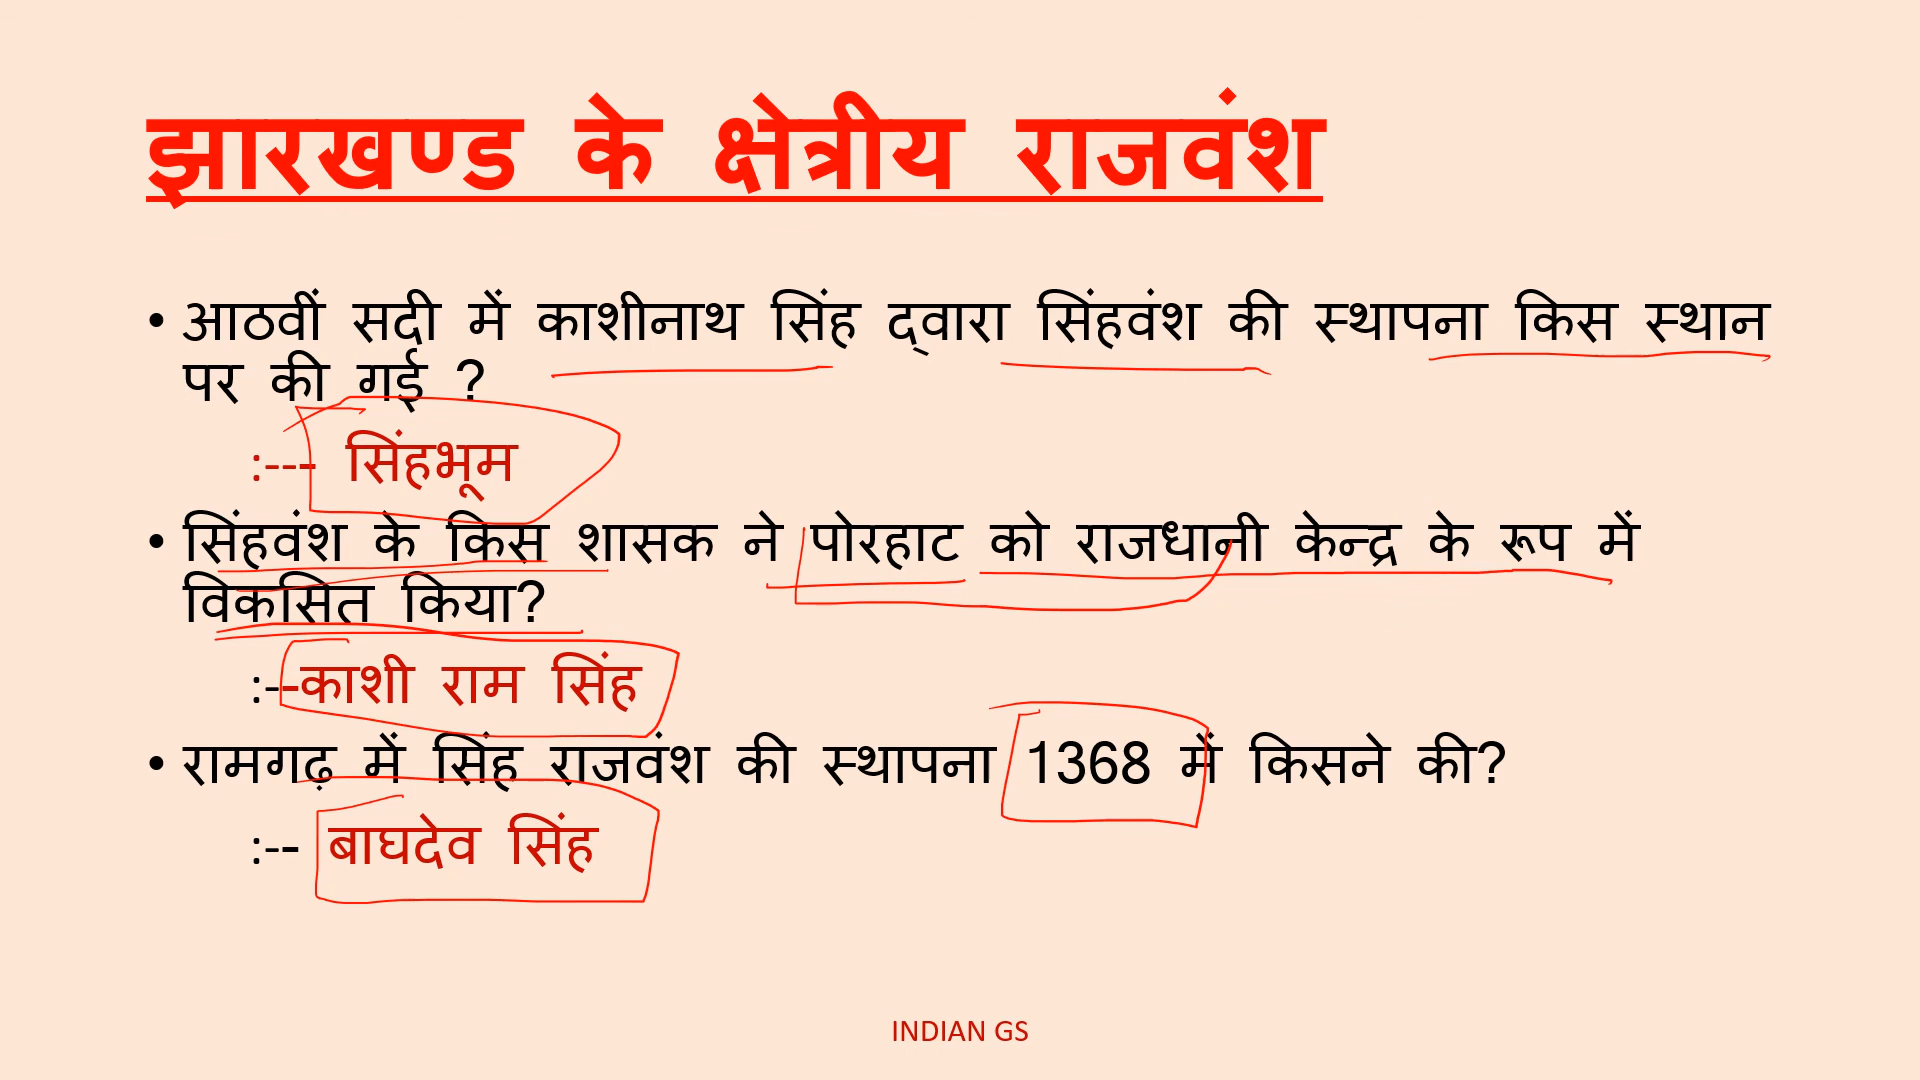 झारखण्ड के क्षेत्रीय राजवंश
• आठवीं सदी में काशीनाथ सिंह द्वारा सिंहवंश की स्थापना किस स्थान
पर की गई ?
:--- सिंहभूम
• सिंहवंश के किस शासक ने पोरहाट को राजधानी केन्द्र के रूप में
विकसित किया?
:--काशी राम सिंह
• रामगढ़ में सिंह राजवंश की स्थापना 1368 में किसने की?
:-- बाघदेव सिंह
INDIAN GS